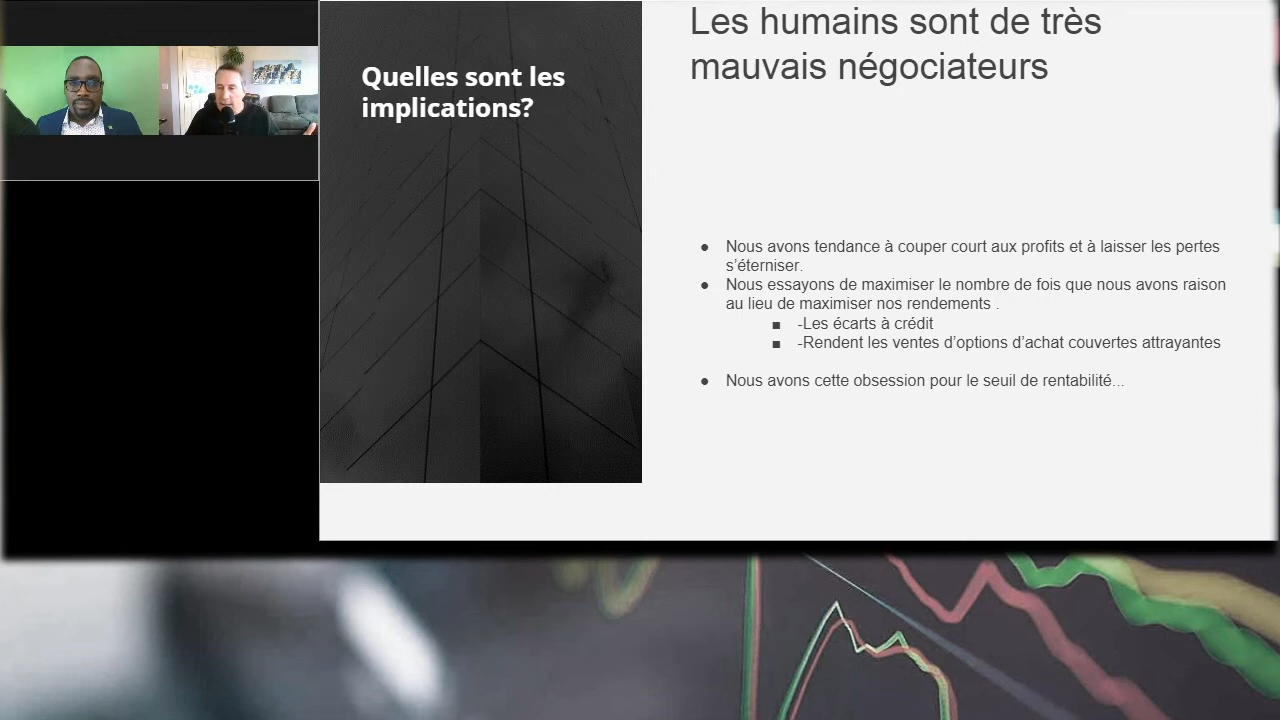 Quelles sont les
implications?
Les humains sont de très
mauvais négociateurs
● Nous avons tendance à couper court aux profits et à laisser les pertes
s’éterniser.
● Nous essayons de maximiser le nombre de fois que nous avons raison
au lieu de maximiser nos rendements .
■ -Les écarts à crédit
■ -Rendent les ventes d’options d’achat couvertes attrayantes
● Nous avons cette obsession pour le seuil de rentabilité...